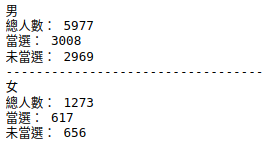 男
總人數： 5977
當選： 3008
未當選： 2969
----------------------------------
女
總人數： 1273
當選： 617
未當選： 656